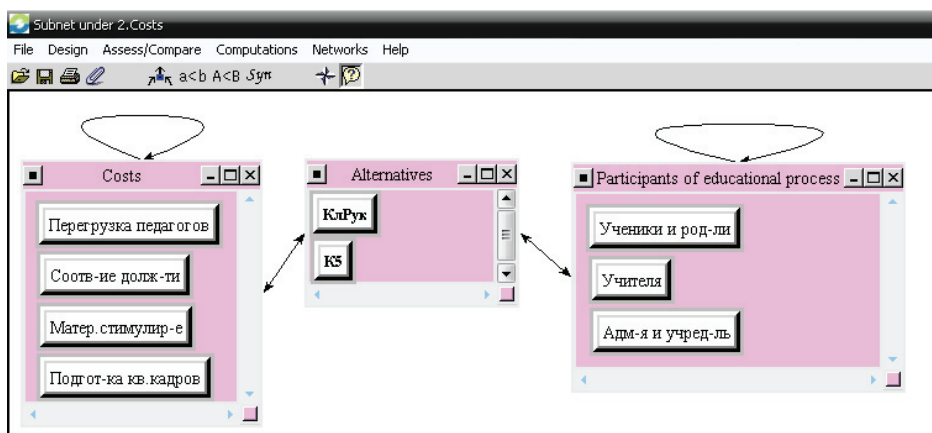 Subnet under 2.Costs
File Design Assess/Compare Computations Networks Help
a<b A<B Syn
Costs
Перегрузка педагогов
Соотв-ие долж-ти
Матер.стимулир-е
Подгот-ка кв.кадров
Alternatives
КлРук
К5
Participants of educational process
Ученики и род-ли
Учителя
Адм-я и учред-ль